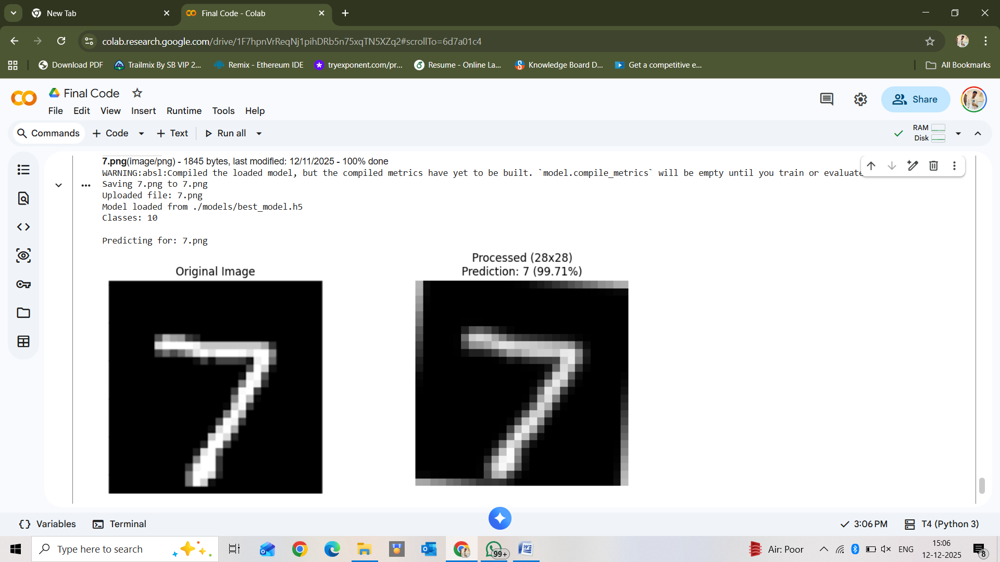 New Tab
Final Code - Colab
colab.research.google.com/drive/1F7hpnVrReqNj1pihDRb5n75xqTN5XZq2#scrollTo=6d7a01c4
Download PDF
Trailmix By SB VIP 2...
Remix - Ethereum IDE
tryexponent.com/pr...
Resume - Online La...
Knowledge Board D...
Get a competitive e...
All Bookmarks
Final Code
File Edit View Insert Runtime Tools Help
Share
Commands + Code + Text Run all
RAM
Disk
7.png(image/png) - 1845 bytes, last modified: 12/11/2025 - 100% done
WARNING:absl:Compiled the loaded model, but the compiled metrics have yet to be built. `model.compile_metrics` will be empty until you train or evaluate
Saving 7.png to 7.png
Uploaded file: 7.png
Model loaded from ./models/best_model.h5
Classes: 10
Predicting for: 7.png
Original Image
Processed (28x28)
Prediction: 7 (99.71%)
7
7
Variables
Terminal
3:06 PM
T4 (Python 3)
Type here to search
99+
Air: Poor
ENG
15:06
12-12-2025
8